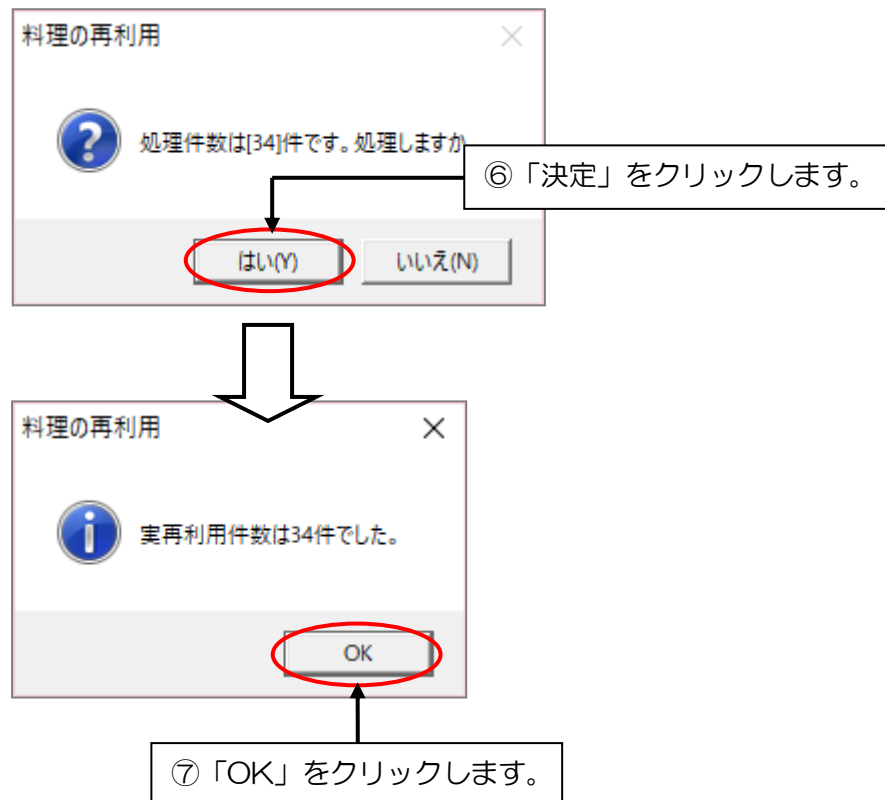 料理の再利用
処理件数は[34]件です。処理しますか
⑥「決定」をクリックします。
はい(Y)
いいえ(N)
料理の再利用
実再利用件数は34件でした。
OK
⑦「OK」をクリックします。